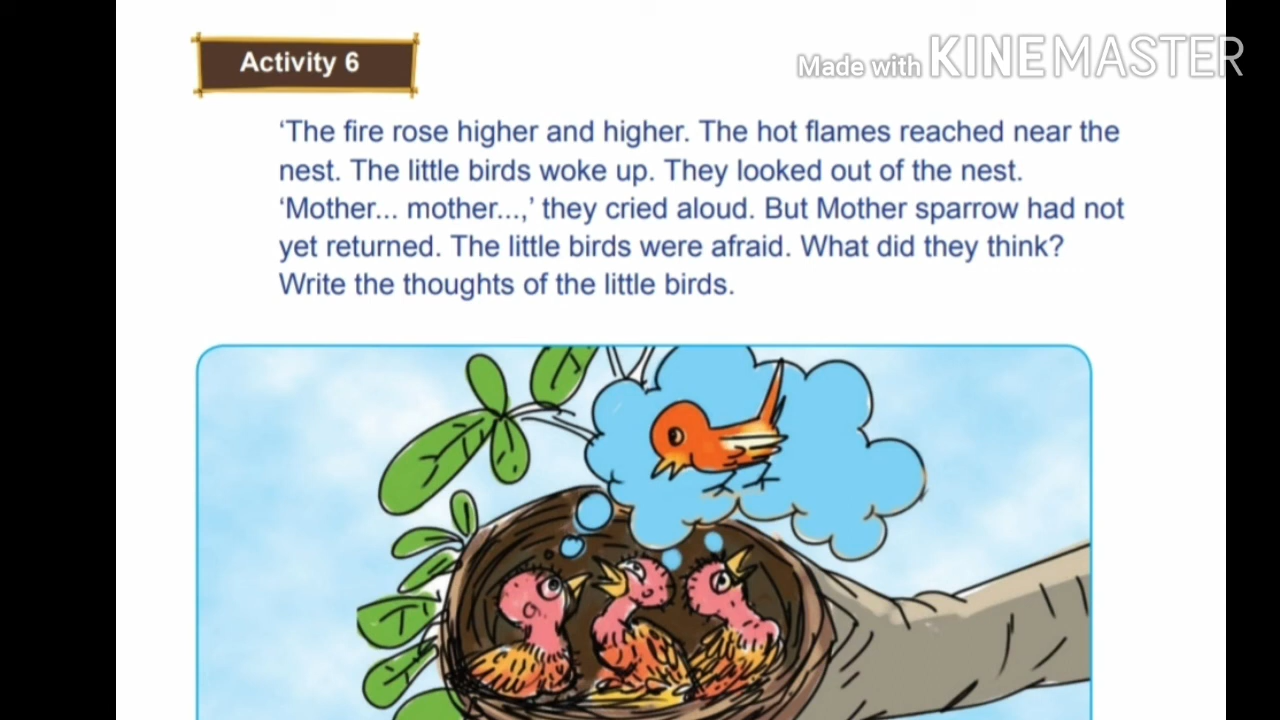 Activity 6
Made with KINEMASTER
‘The fire rose higher and higher. The hot flames reached near the
nest. The little birds woke up. They looked out of the nest.
‘Mother... mother...,’ they cried aloud. But Mother sparrow had not
yet returned. The little birds were afraid. What did they think?
Write the thoughts of the little birds.